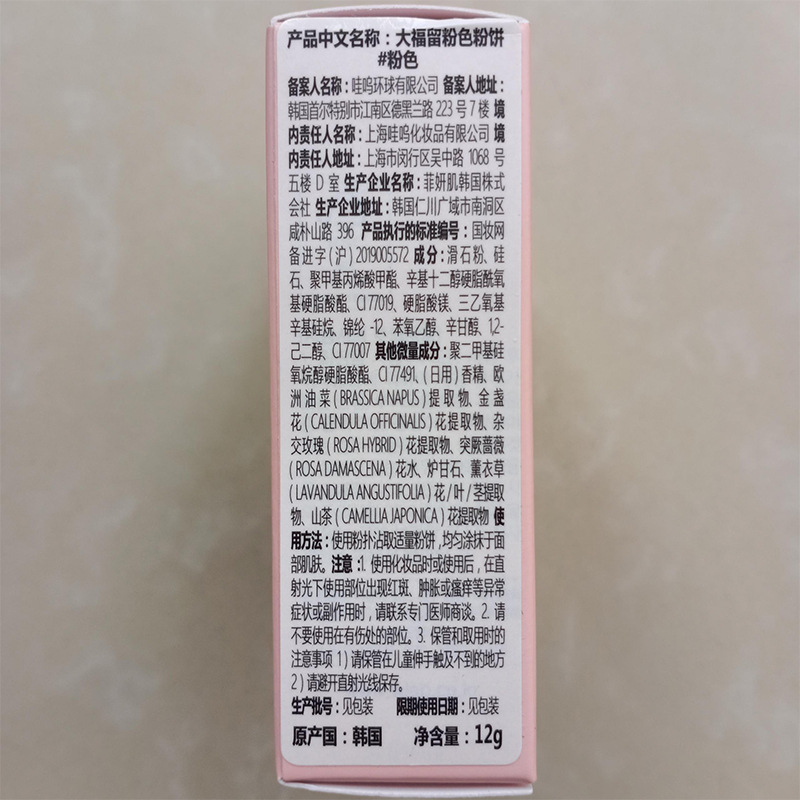 产品中文名称：大福留粉色粉饼
#粉色
备案人名称：哇呜环球有限公司 备案人地址：
韩国首尔特别市江南区德黑兰路 223 号 7 楼 境
内责任人名称：上海哇呜化妆品有限公司 境
内责任人地址：上海市闵行区吴中路 1068 号
五楼 D 室 生产企业名称：菲妍肌韩国株式
会社 生产企业地址：韩国仁川广域市南洞区
咸朴山路 396 产品执行的标准编号：国妆网
备进字(沪)2019005572 成分：滑石粉、硅
石、聚甲基丙烯酸甲酯、辛基十二醇硬脂酰氧
基硬脂酸酯、CI 77019、硬脂酸镁、三乙氧基
辛基硅烷、锦纶 -12、苯氧乙醇、辛甘醇、1,2-
己二醇、CI 77007 其他微量成分：聚二甲基硅
氧烷醇硬脂酸酯、CI 77491、(日用)香精、欧
洲油菜(BRASSICA NAPUS)提取物、金盏
花(CALENDULA OFFICINALIS)花提取物、杂
交玫瑰(ROSA HYBRID)花提取物、突厥蔷薇
(ROSA DAMASCENA)花水、炉甘石、薰衣草
(LAVANDULA ANGUSTIFOLIA)花/叶/茎提取
物、山茶(CAMELLIA JAPONICA)花提取物 使
用方法：使用粉扑沾取适量粉饼,均匀涂抹于面
部肌肤。注意:1. 使用化妆品时或使用后，在直
射光下使用部位出现红斑、肿胀或瘙痒等异常
症状或副作用时，请联系专门医师商谈。2. 请
不要使用在有伤处的部位。3. 保管和取用时的
注意事项 1)请保管在儿童伸手触及不到的地方
2)请避开直射光线保存。
生产批号：见包装 限期使用日期：见包装
原产国：韩国 净含量：12g